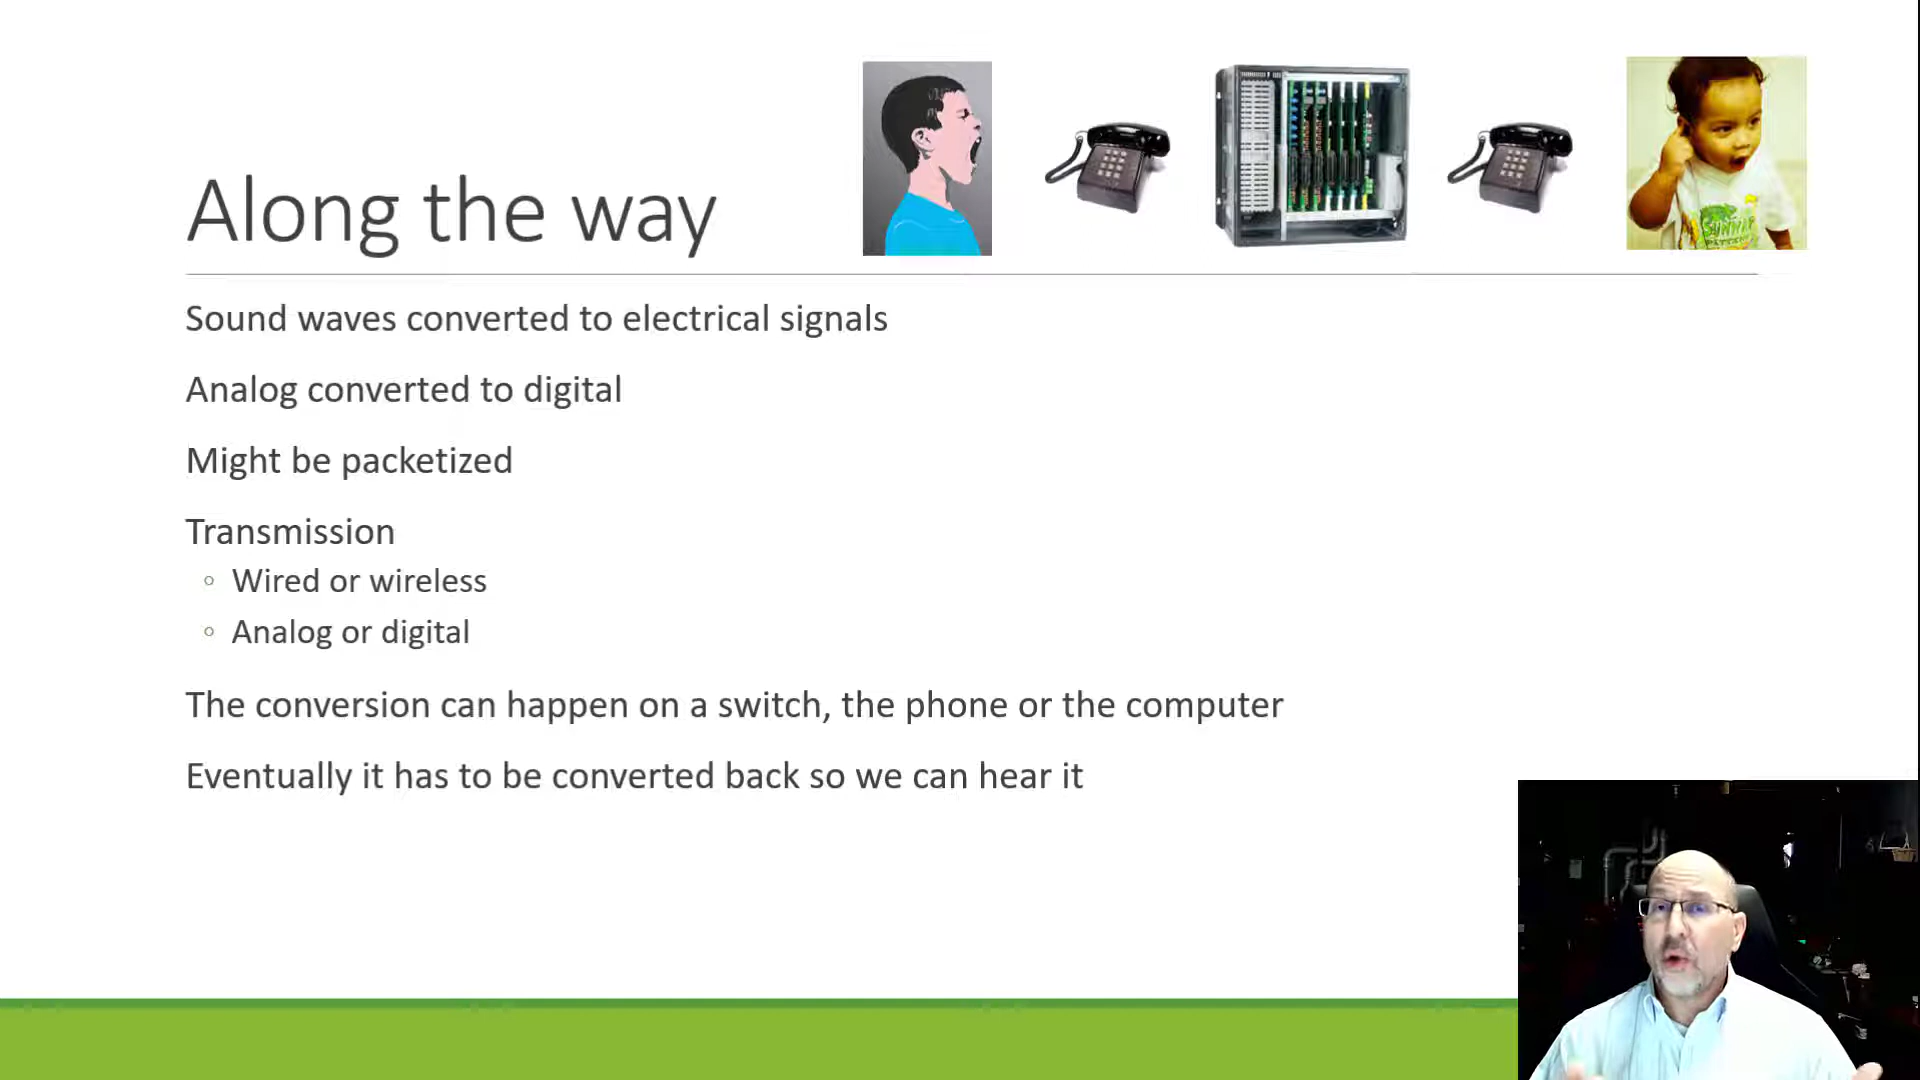 Along the way
Sound waves converted to electrical signals
Analog converted to digital
Might be packetized
Transmission
◦ Wired or wireless
◦ Analog or digital
The conversion can happen on a switch, the phone or the computer
Eventually it has to be converted back so we can hear it